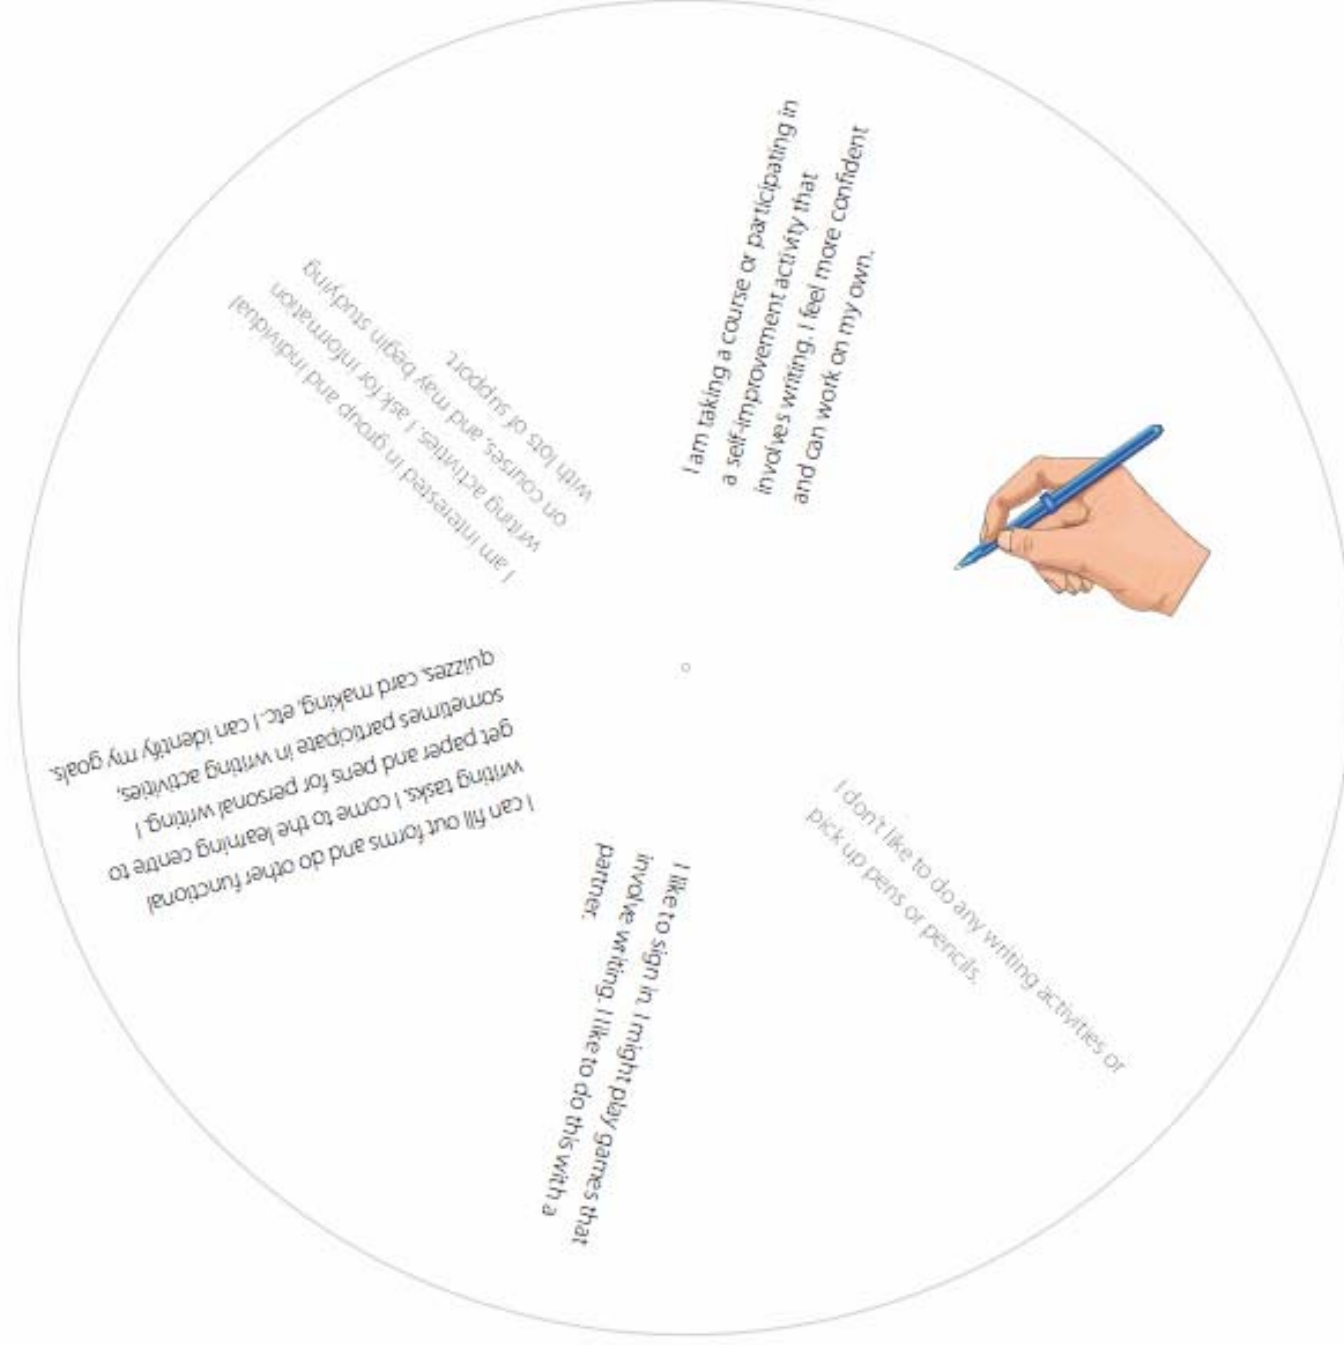 I don't like to do any writing activities or
pick up pens or pencils.
I like to sign in. I might play games that
involve writing. I like to do this with a
partner.
I can fill out forms and do other functional
writing tasks. I come to the learning centre to
get paper and pens for personal writing. I
sometimes participate in writing activities,
quizzes, card making, etc. I can identify my goals.
I am interested in group and individual
writing activities. I ask for information
on courses, and may begin studying
with lots of support.
I am taking a course or participating in
a self-improvement activity that
involves writing. I feel more confident
and can work on my own.